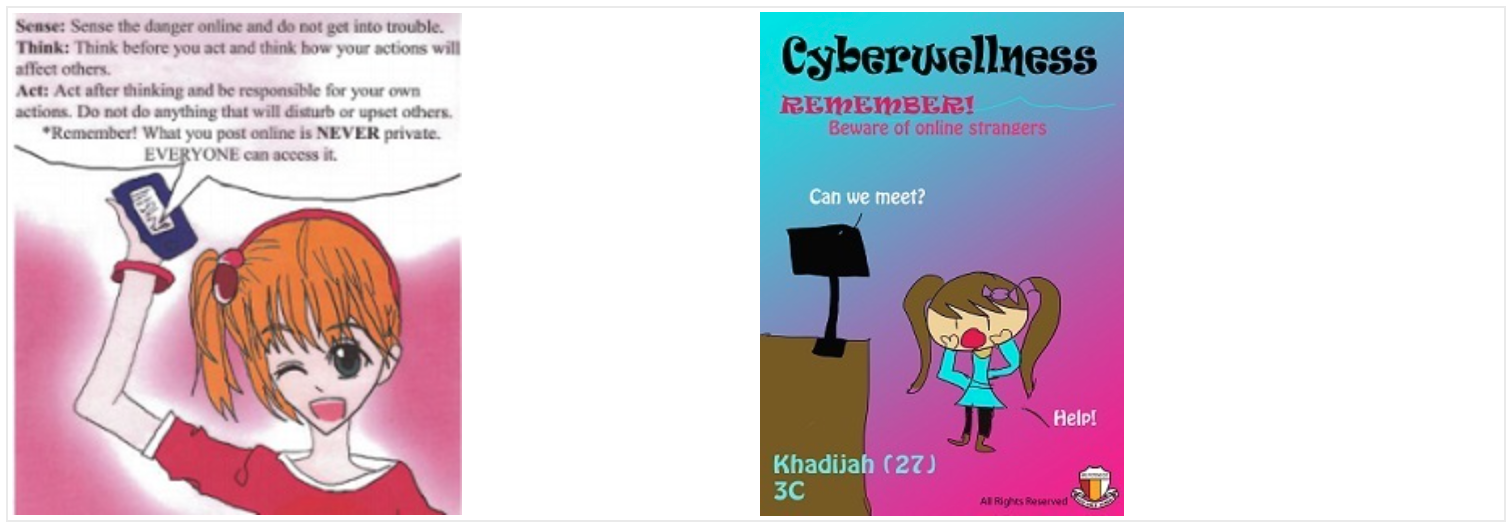 Sense: Sense the danger online and do not get into trouble.
Think: Think before you act and think how your actions will
affect others.
Act: Act after thinking and be responsible for your own
actions. Do not do anything that will disturb or upset others.
*Remember! What you post online is NEVER private.
EVERYONE can access it.
Cyberwellness
REMEMBER!
Beware of online strangers
Can we meet?
Help!
Khadijah (27)
3C
All Rights Reserved